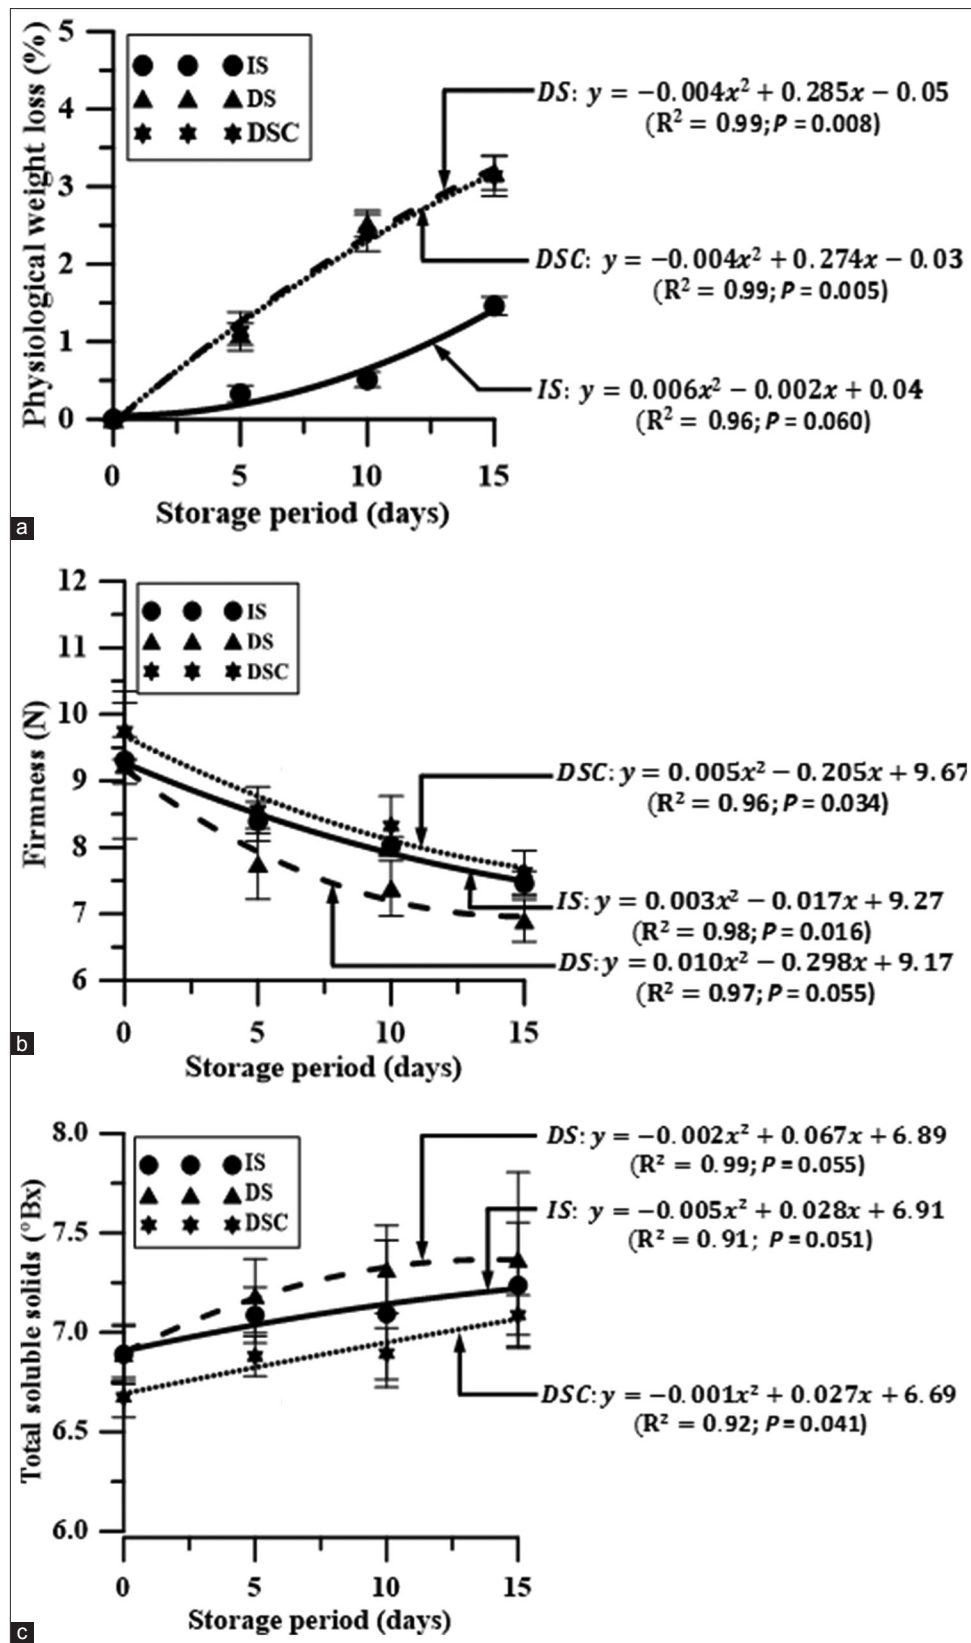 Physiological weight loss (%)
5
4
3
2
1
0
IS
DS
DSC
DS: y = −0.004x² + 0.285x − 0.05
(R² = 0.99; P = 0.008)
DSC: y = −0.004x² + 0.274x − 0.03
(R² = 0.99; P = 0.005)
IS: y = 0.006x² − 0.002x + 0.04
(R² = 0.96; P = 0.060)
0 5 10 15
Storage period (days)
a
Firmness (N)
12
11
10
9
8
7
6
IS
DS
DSC
DSC: y = 0.005x² − 0.205x + 9.67
(R² = 0.96; P = 0.034)
IS: y = 0.003x² − 0.017x + 9.27
(R² = 0.98; P = 0.016)
DS: y = 0.010x² − 0.298x + 9.17
(R² = 0.97; P = 0.055)
0 5 10 15
Storage period (days)
b
Total soluble solids (°Bx)
8.0
7.5
7.0
6.5
6.0
IS
DS
DSC
DS: y = −0.002x² + 0.067x + 6.89
(R² = 0.99; P = 0.055)
IS: y = −0.005x² + 0.028x + 6.91
(R² = 0.91; P = 0.051)
DSC: y = −0.001x² + 0.027x + 6.69
(R² = 0.92; P = 0.041)
0 5 10 15
Storage period (days)
c